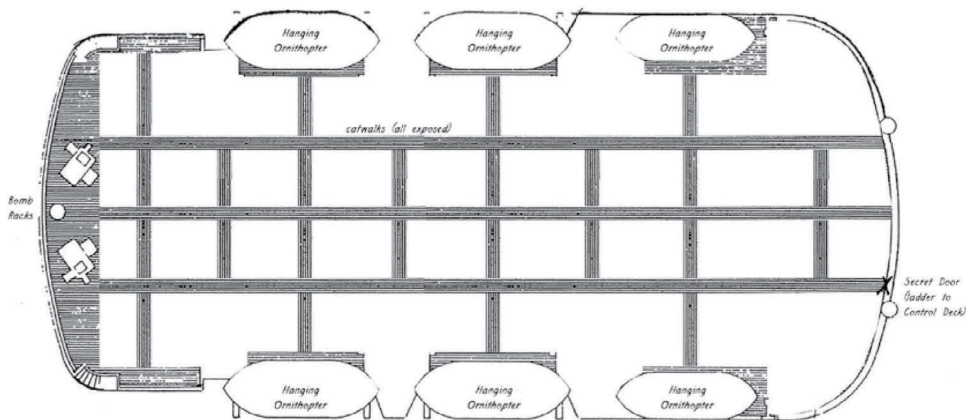 Hanging
Ornithopter
Hanging
Ornithopter
Hanging
Ornithopter
catwalks (all exposed)
Bomb
Racks
Secret Door
(ladder to
Control Deck)
Hanging
Ornithopter
Hanging
Ornithopter
Hanging
Ornithopter